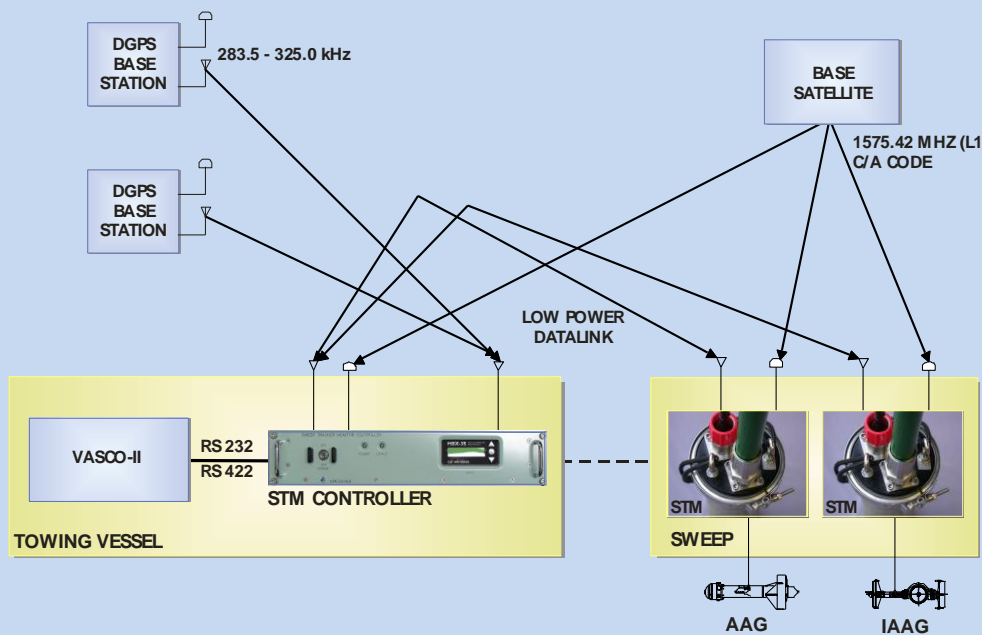 DGPS
BASE
STATION
283.5 - 325.0 kHz
BASE
SATELLITE
1575.42 MHZ (L1
C/A CODE
DGPS
BASE
STATION
LOW POWER
DATALINK
VASCO-II
RS 232
RS 422
STM CONTROLLER
TOWING VESSEL
STM
STM
SWEEP
AAG
IAAG